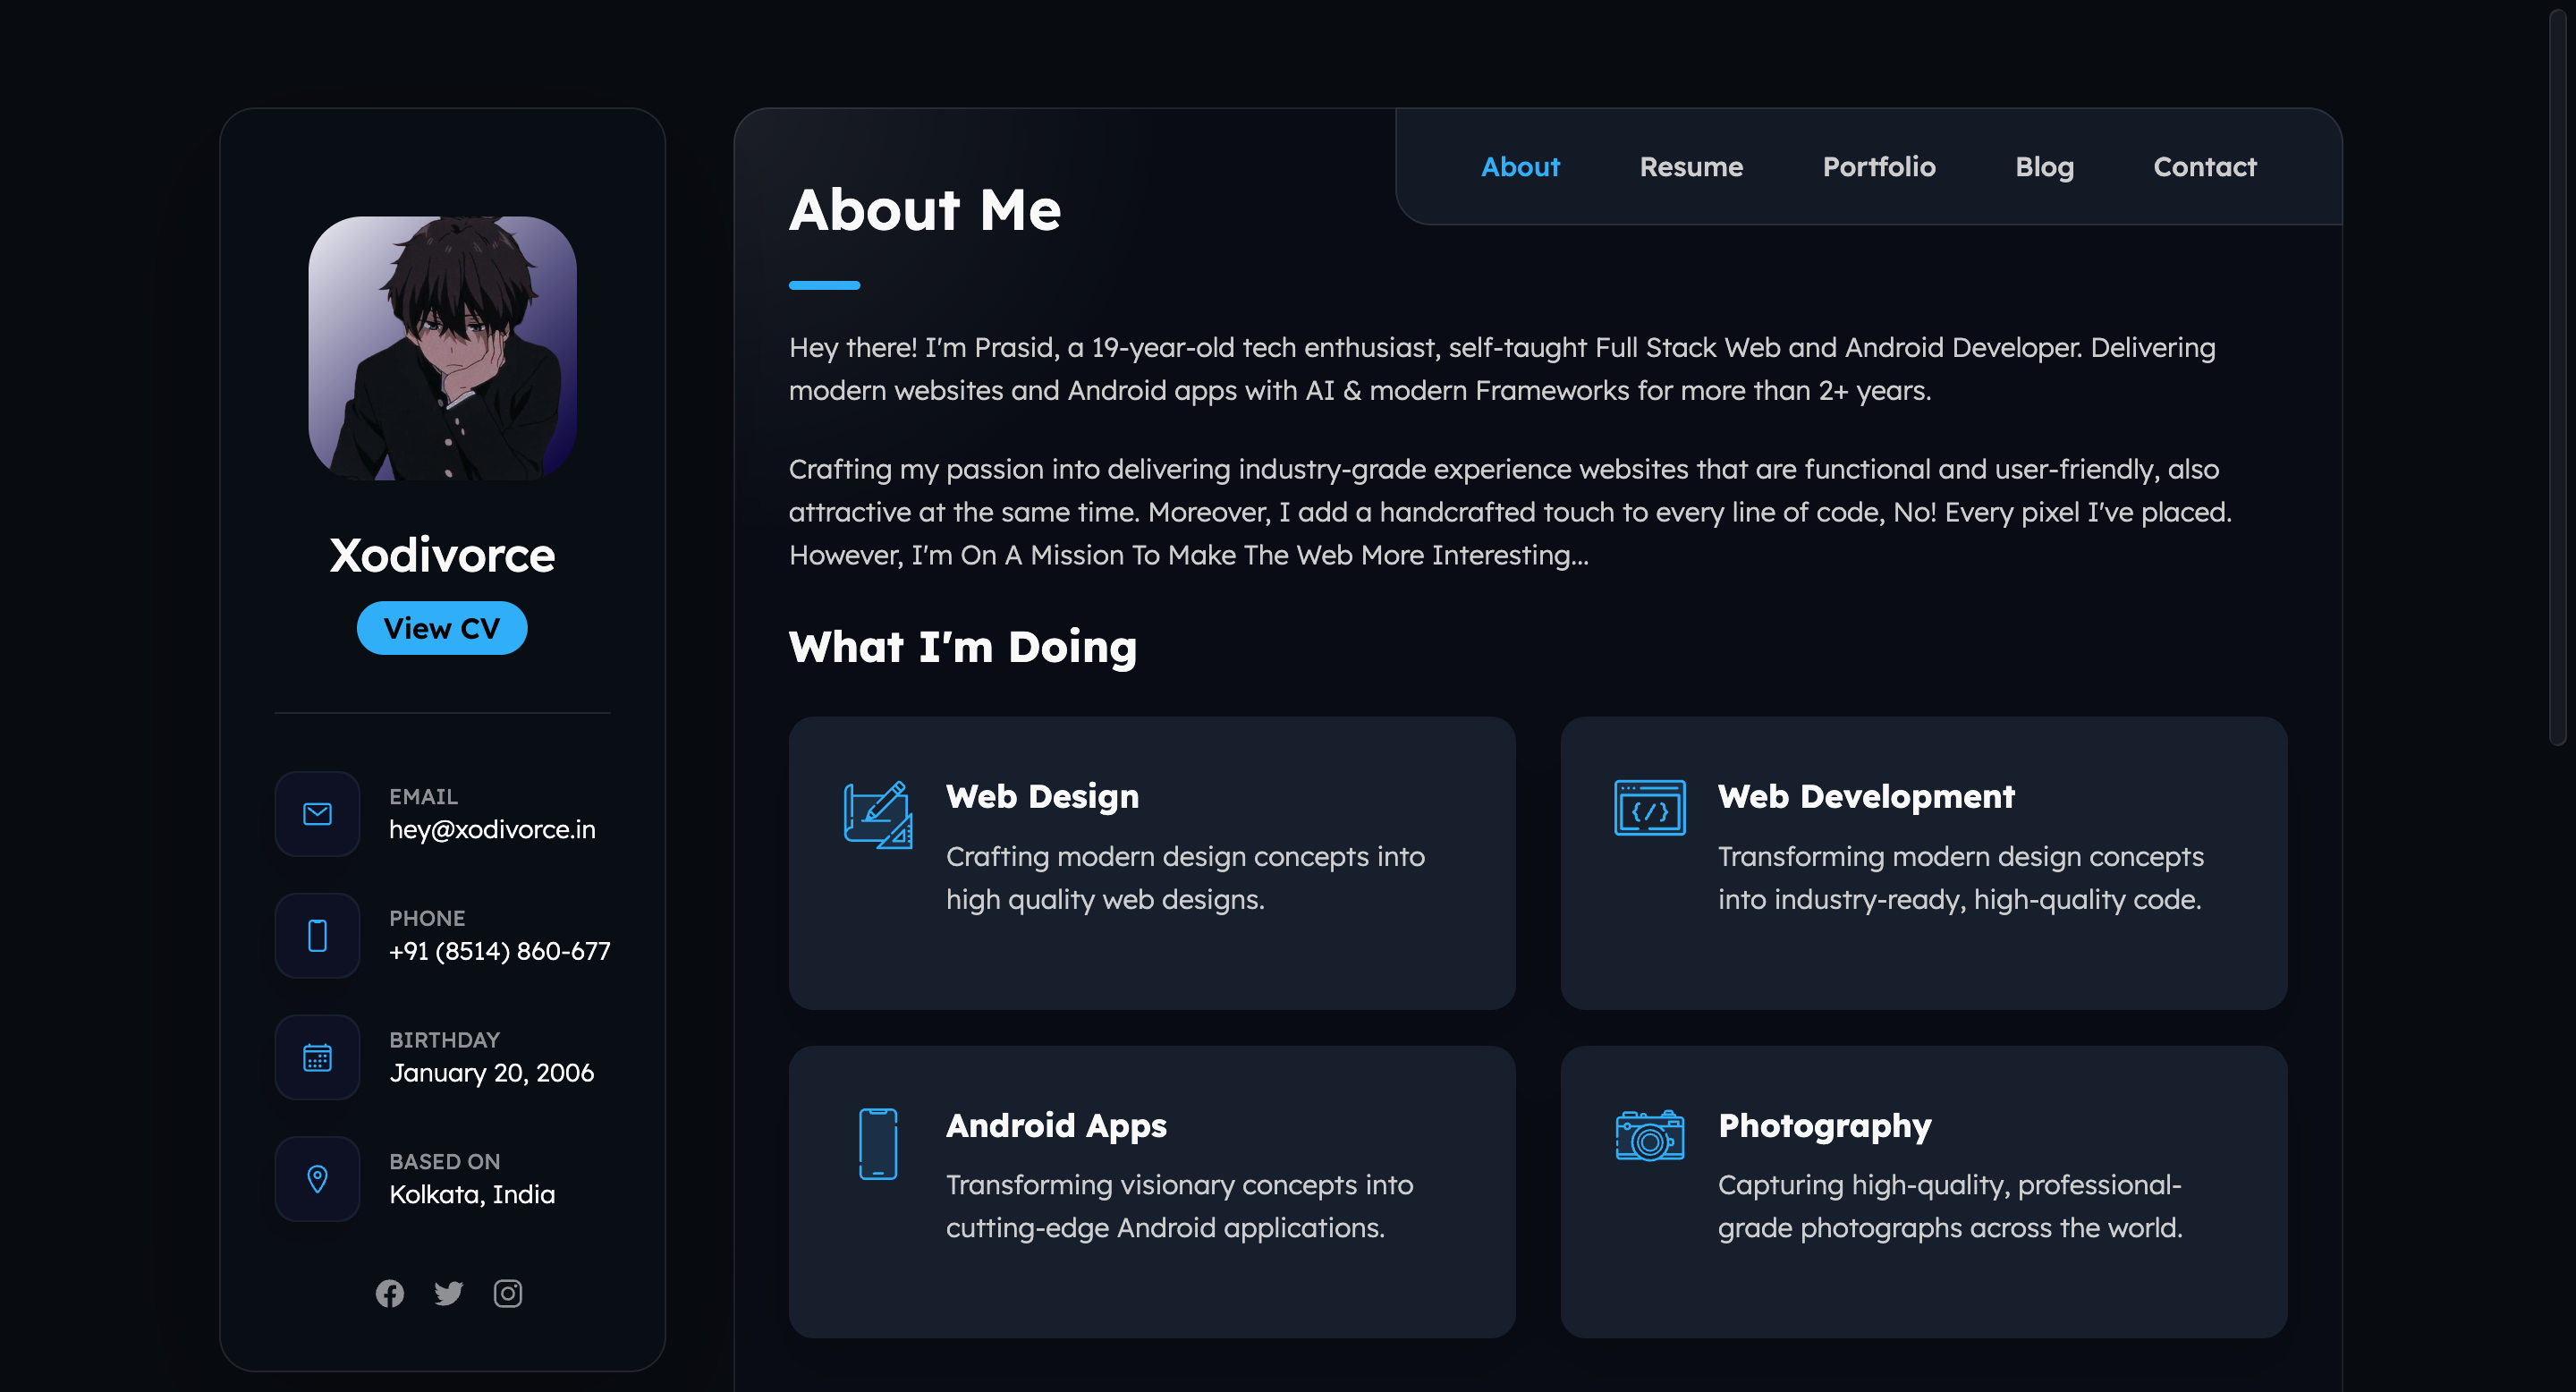 Xodivorce
View CV
EMAIL
hey@xodivorce.in
PHONE
+91 (8514) 860-677
BIRTHDAY
January 20, 2006
BASED ON
Kolkata, India
About
Resume
Portfolio
Blog
Contact
About Me
Hey there! I'm Prasid, a 19-year-old tech enthusiast, self-taught Full Stack Web and Android Developer. Delivering
modern websites and Android apps with AI & modern Frameworks for more than 2+ years.
Crafting my passion into delivering industry-grade experience websites that are functional and user-friendly, also
attractive at the same time. Moreover, I add a handcrafted touch to every line of code, No! Every pixel I've placed.
However, I'm On A Mission To Make The Web More Interesting...
What I'm Doing
Web Design
Crafting modern design concepts into
high quality web designs.
Web Development
Transforming modern design concepts
into industry-ready, high-quality code.
Android Apps
Transforming visionary concepts into
cutting-edge Android applications.
Photography
Capturing high-quality, professional-
grade photographs across the world.